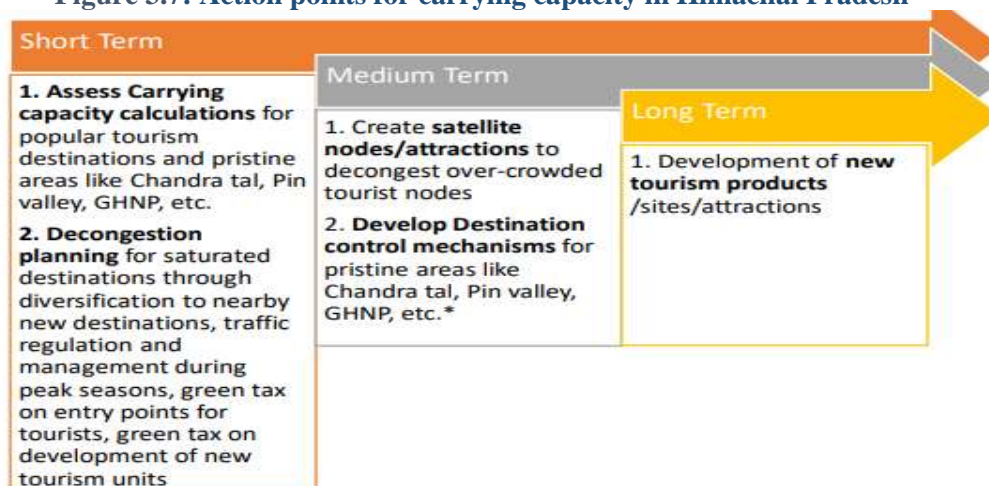 Figure 3.7. Action points for carrying capacity in Himachal Pradesh
Short Term
1. Assess Carrying
capacity calculations for
popular tourism
destinations and pristine
areas like Chandra tal, Pin
valley, GHNP, etc.
2. Decongestion
planning for saturated
destinations through
diversification to nearby
new destinations, traffic
regulation and
management during
peak seasons, green tax
on entry points for
tourists, green tax on
development of new
tourism units
Medium Term
1. Create satellite
nodes/attractions to
decongest over-crowded
tourist nodes
2. Develop Destination
control mechanisms for
pristine areas like
Chandra tal, Pin valley,
GHNP, etc.*
Long Term
1. Development of new
tourism products
/sites/attractions